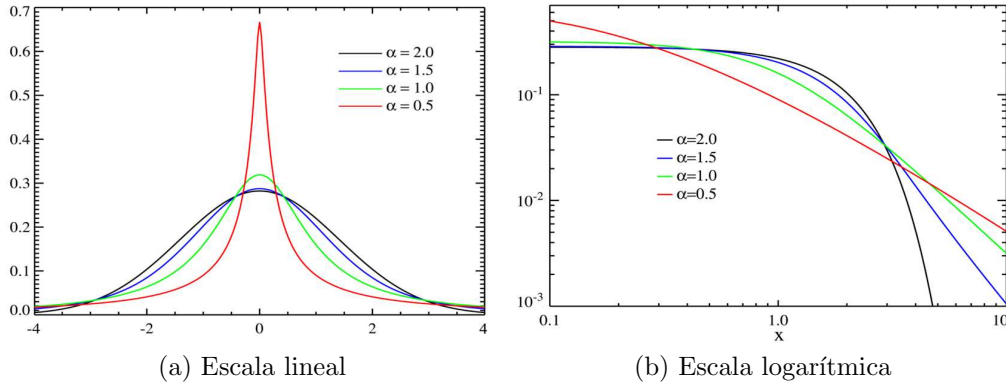 0.7
0.6
0.5
0.4
0.3
0.2
0.1
0.0
-4 -2 0 2 4
α = 2.0
α = 1.5
α = 1.0
α = 0.5
(a) Escala lineal
10⁻¹
10⁻²
10⁻³
0.1 1.0 10.0
x
α=2.0
α=1.5
α=1.0
α=0.5
(b) Escala logarítmica